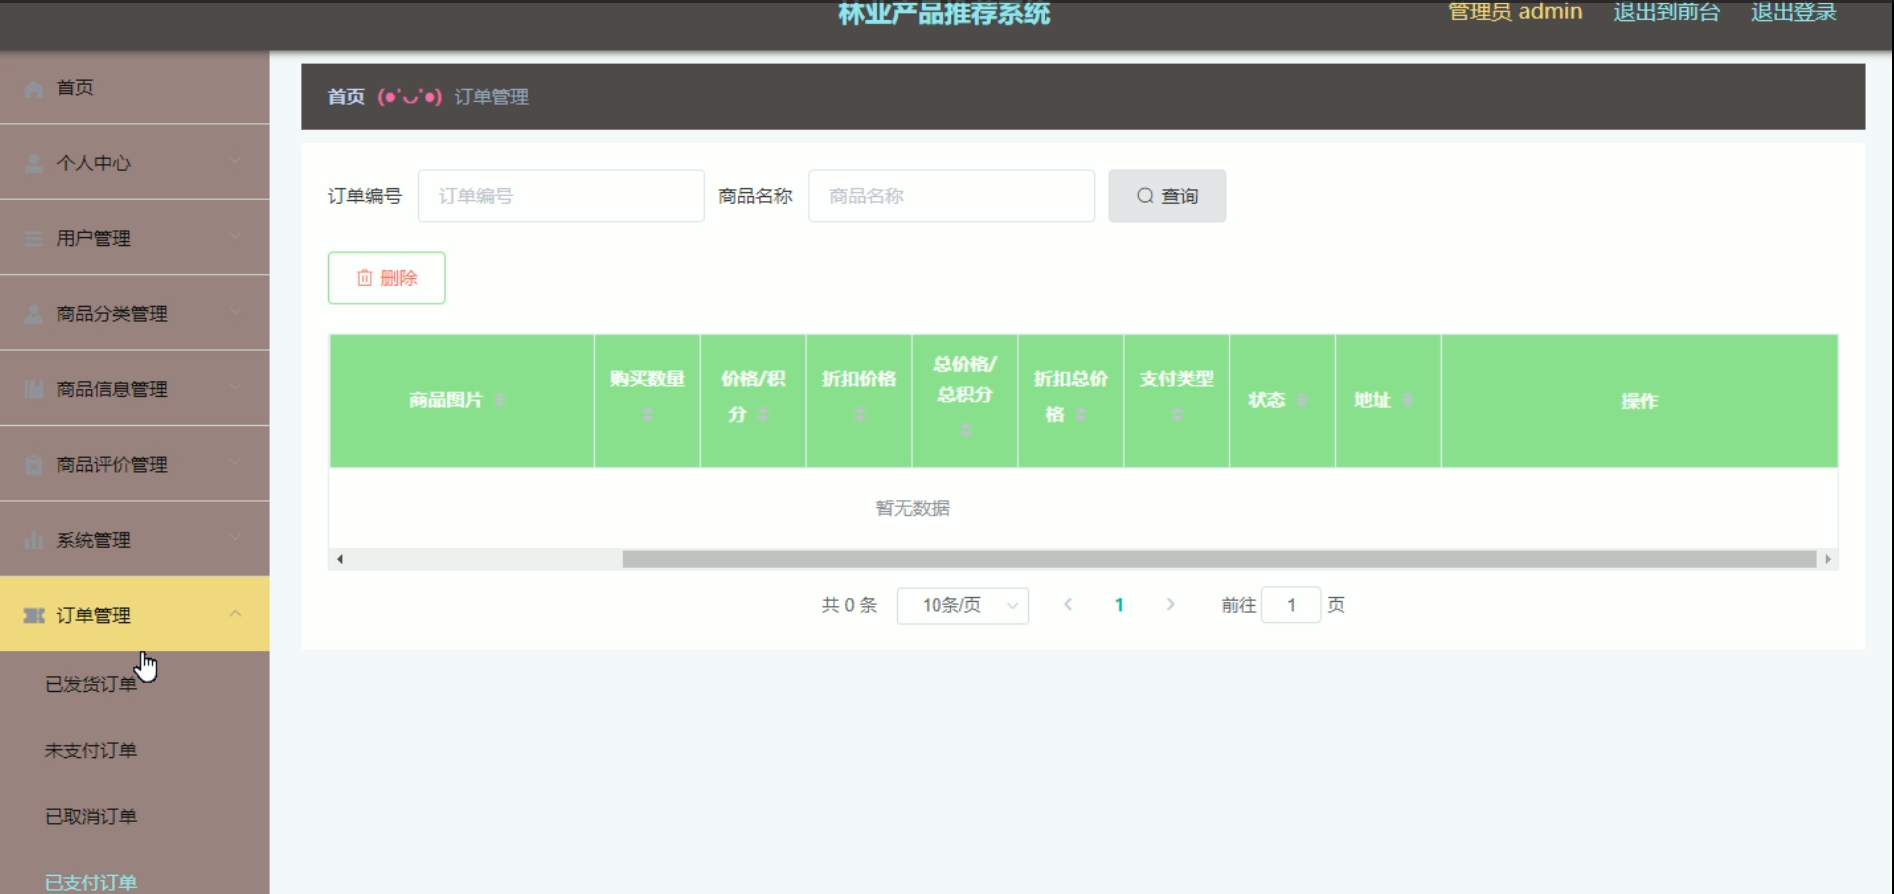 林业产品推荐系统
管理员 admin 退出到前台 退出登录
首页
个人中心
用户管理
商品分类管理
商品信息管理
商品评价管理
系统管理
订单管理
已发货订单
未支付订单
已取消订单
已支付订单
首页 (●'◡'●) 订单管理
订单编号 订单编号 商品名称 商品名称 查询
删除
商品图片
购买数量
价格/积
分
折扣价格
总价格/
总积分
折扣总价
格
支付类型
状态
地址
操作
暂无数据
共 0 条 10条/页 1 前往 1 页